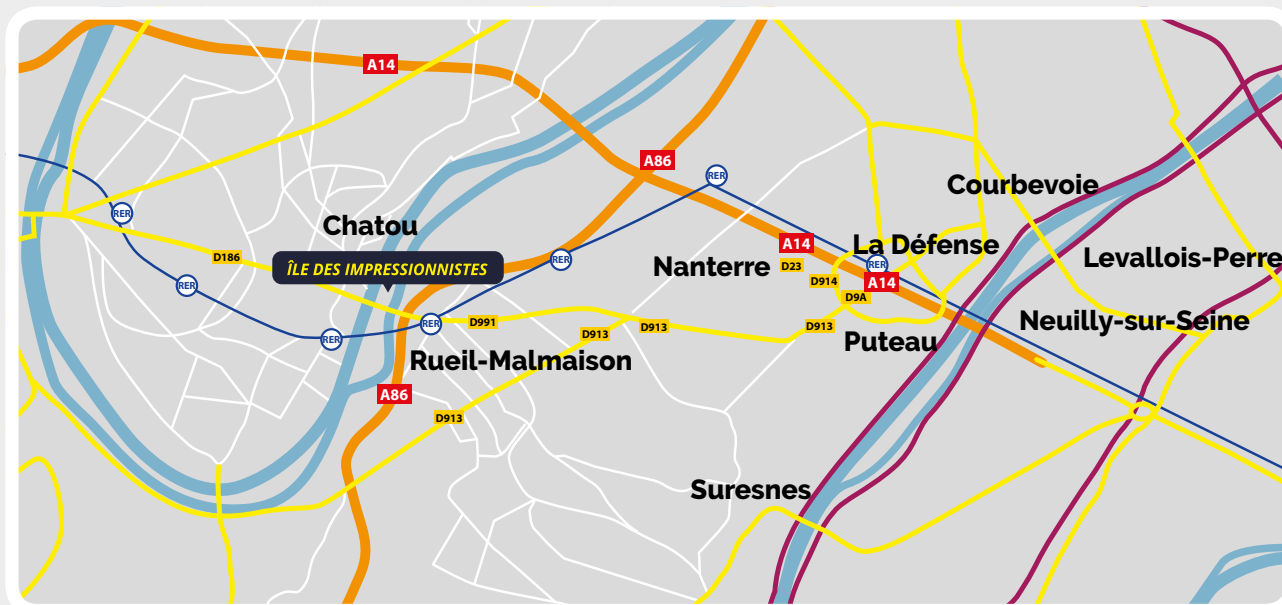 A14
A86
RER
Courbevoie
RER
Chatou
A14
La Défense
D186
RER
RER
Levallois-Perre
ÎLE DES IMPRESSIONNISTES
Nanterre
D23
D914
A14
RER
D9A
RER
D991
D913
D913
D913
Neuilly-sur-Seine
RER
Puteau
Rueil-Malmaison
A86
D913
Suresnes